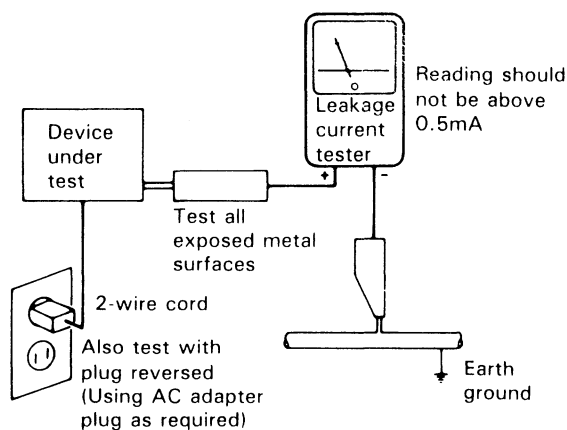 Device
under
test
Leakage
current
tester
+
-
Reading should
not be above
0.5mA
Test all
exposed metal
surfaces
2-wire cord
Also test with
plug reversed
(Using AC adapter
plug as required)
Earth
ground